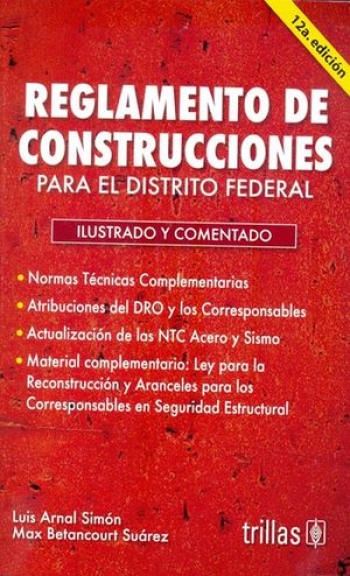 12a. edición
REGLAMENTO DE
CONSTRUCCIONES
PARA EL DISTRITO FEDERAL
ILUSTRADO Y COMENTADO
• Normas Técnicas Complementarias
• Atribuciones del DRO y los Corresponsables
• Actualización de las NTC Acero y Sismo
• Material complementario: Ley para la
Reconstrucción y Aranceles para los
Corresponsables en Seguridad Estructural
Luis Arnal Simón
Max Betancourt Suárez
trillas